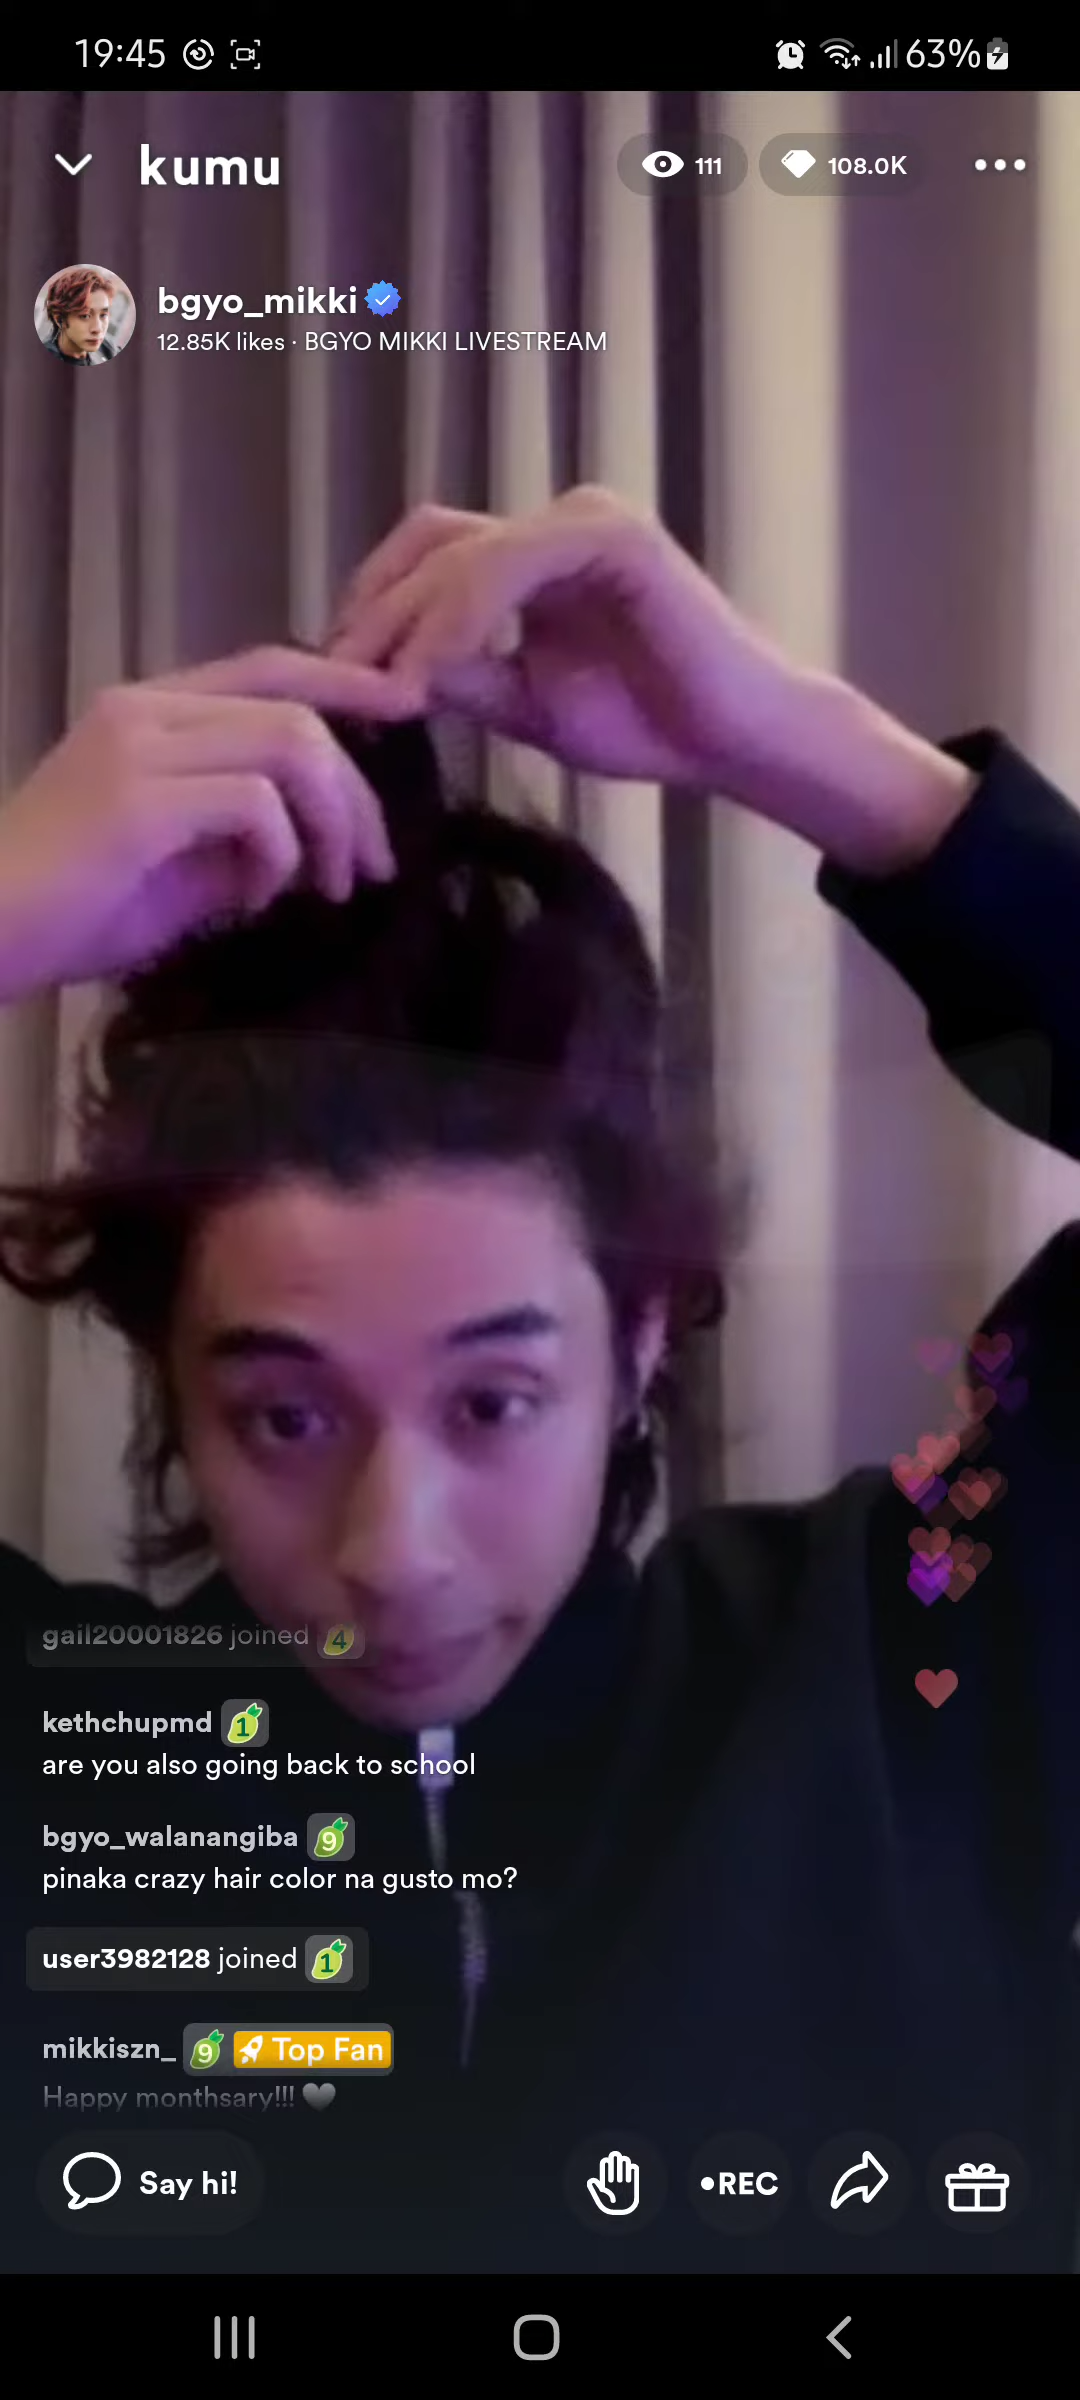 19:45
63%
kumu
111
108.0K
bgyo_mikki
12.85K likes · BGYO MIKKI LIVESTREAM
gail20001826 joined 4
kethchupmd 1
are you also going back to school
bgyo_walanangiba 9
pinaka crazy hair color na gusto mo?
user3982128 joined 1
mikkiszn_ 9 Top Fan
Happy monthsary!!! 🖤
Say hi!
•REC